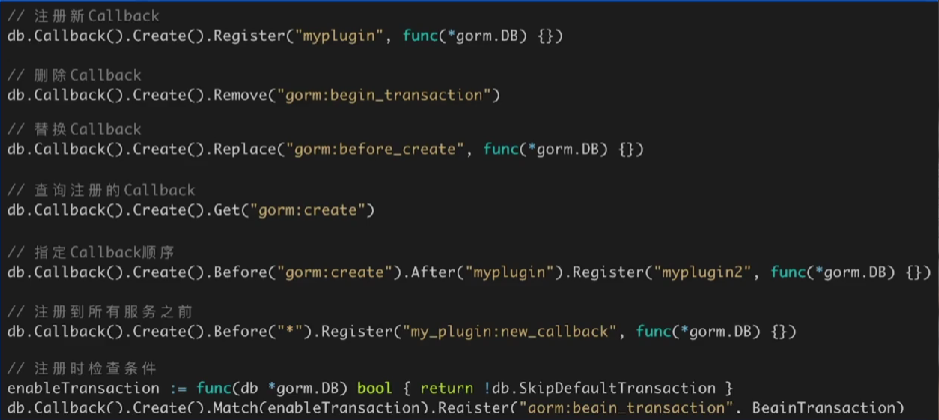 // 注册新Callback
db.Callback().Create().Register("myplugin", func(*gorm.DB) {})
// 删除Callback
db.Callback().Create().Remove("gorm:begin_transaction")
// 替换Callback
db.Callback().Create().Replace("gorm:before_create", func(*gorm.DB) {})
// 查询注册的Callback
db.Callback().Create().Get("gorm:create")
// 指定Callback顺序
db.Callback().Create().Before("gorm:create").After("myplugin").Register("myplugin2", func(*gorm.DB) {})
// 注册到所有服务之前
db.Callback().Create().Before("*").Register("my_plugin:new_callback", func(*gorm.DB) {})
// 注册时检查条件
enableTransaction := func(db *gorm.DB) bool { return !db.SkipDefaultTransaction }
db.Callback().Create().Match(enableTransaction).Register("gorm:begin_transaction", BeginTransaction)